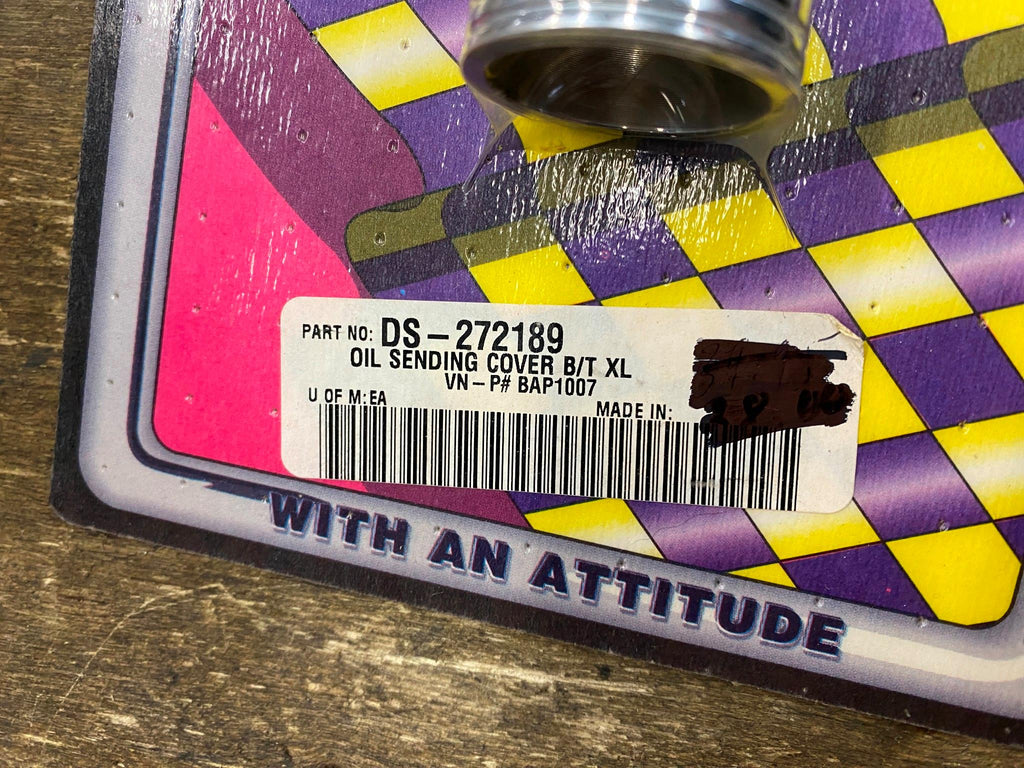 PART NO: DS-272189
OIL SENDING COVER B/T XL
VN-P# BAP1007
U OF M: EA
MADE IN:
WITH AN ATTITUDE